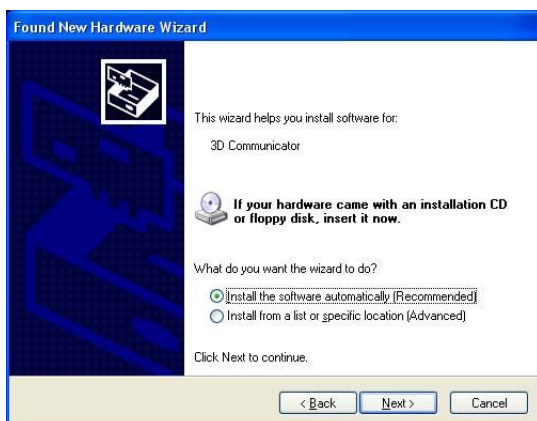 Found New Hardware Wizard
This wizard helps you install software for:
3D Communicator
If your hardware came with an installation CD
or floppy disk, insert it now.
What do you want the wizard to do?
Install the software automatically (Recommended)
Install from a list or specific location (Advanced)
Click Next to continue.
< Back
Next >
Cancel